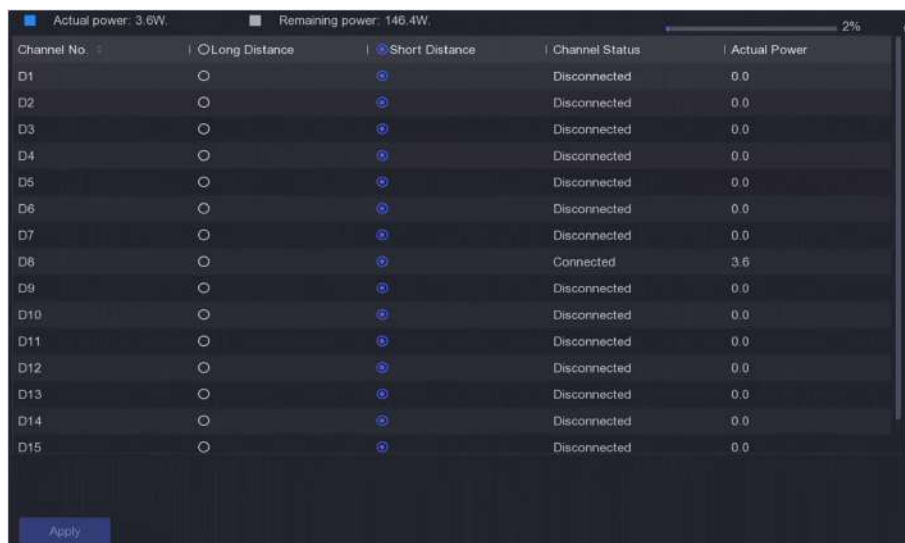 Actual power: 3.6W. Remaining power: 146.4W. 2%
Channel No. Long Distance Short Distance Channel Status Actual Power
D1 Disconnected 0.0
D2 Disconnected 0.0
D3 Disconnected 0.0
D4 Disconnected 0.0
D5 Disconnected 0.0
D6 Disconnected 0.0
D7 Disconnected 0.0
D8 Connected 3.6
D9 Disconnected 0.0
D10 Disconnected 0.0
D11 Disconnected 0.0
D12 Disconnected 0.0
D13 Disconnected 0.0
D14 Disconnected 0.0
D15 Disconnected 0.0
Apply